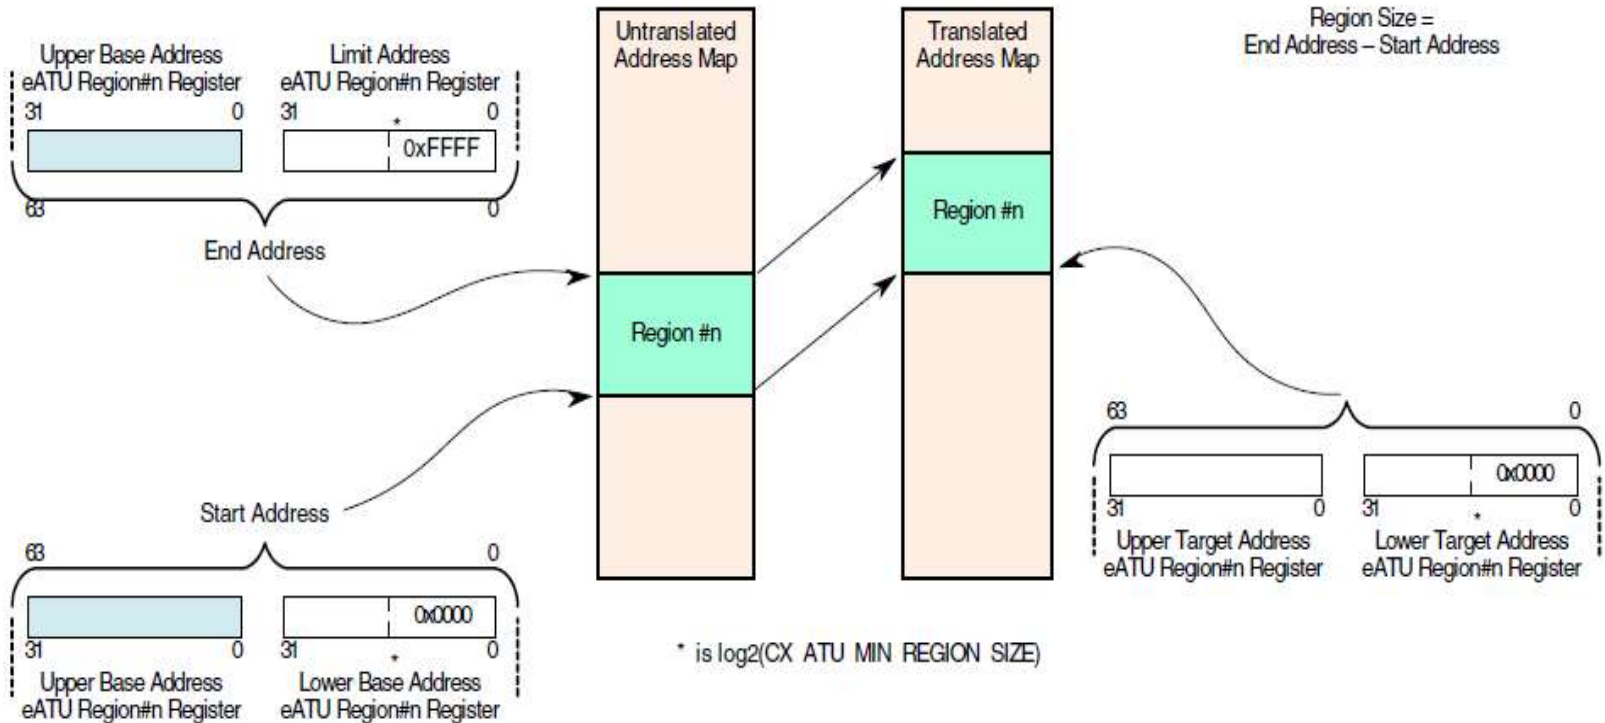 Upper Base Address
eATU Region#n Register
31 0
Limit Address
eATU Region#n Register
31 0
*
0xFFFF
63 0
End Address
Start Address
63 0
0x0000
31 0
Upper Base Address
eATU Region#n Register
31 0
*
Lower Base Address
eATU Region#n Register
Untranslated
Address Map
Region #n
Translated
Address Map
Region #n
* is log2(CX ATU MIN REGION SIZE)
Region Size =
End Address – Start Address
63 0
0x0000
31 0
Upper Target Address
eATU Region#n Register
31 0
*
Lower Target Address
eATU Region#n Register